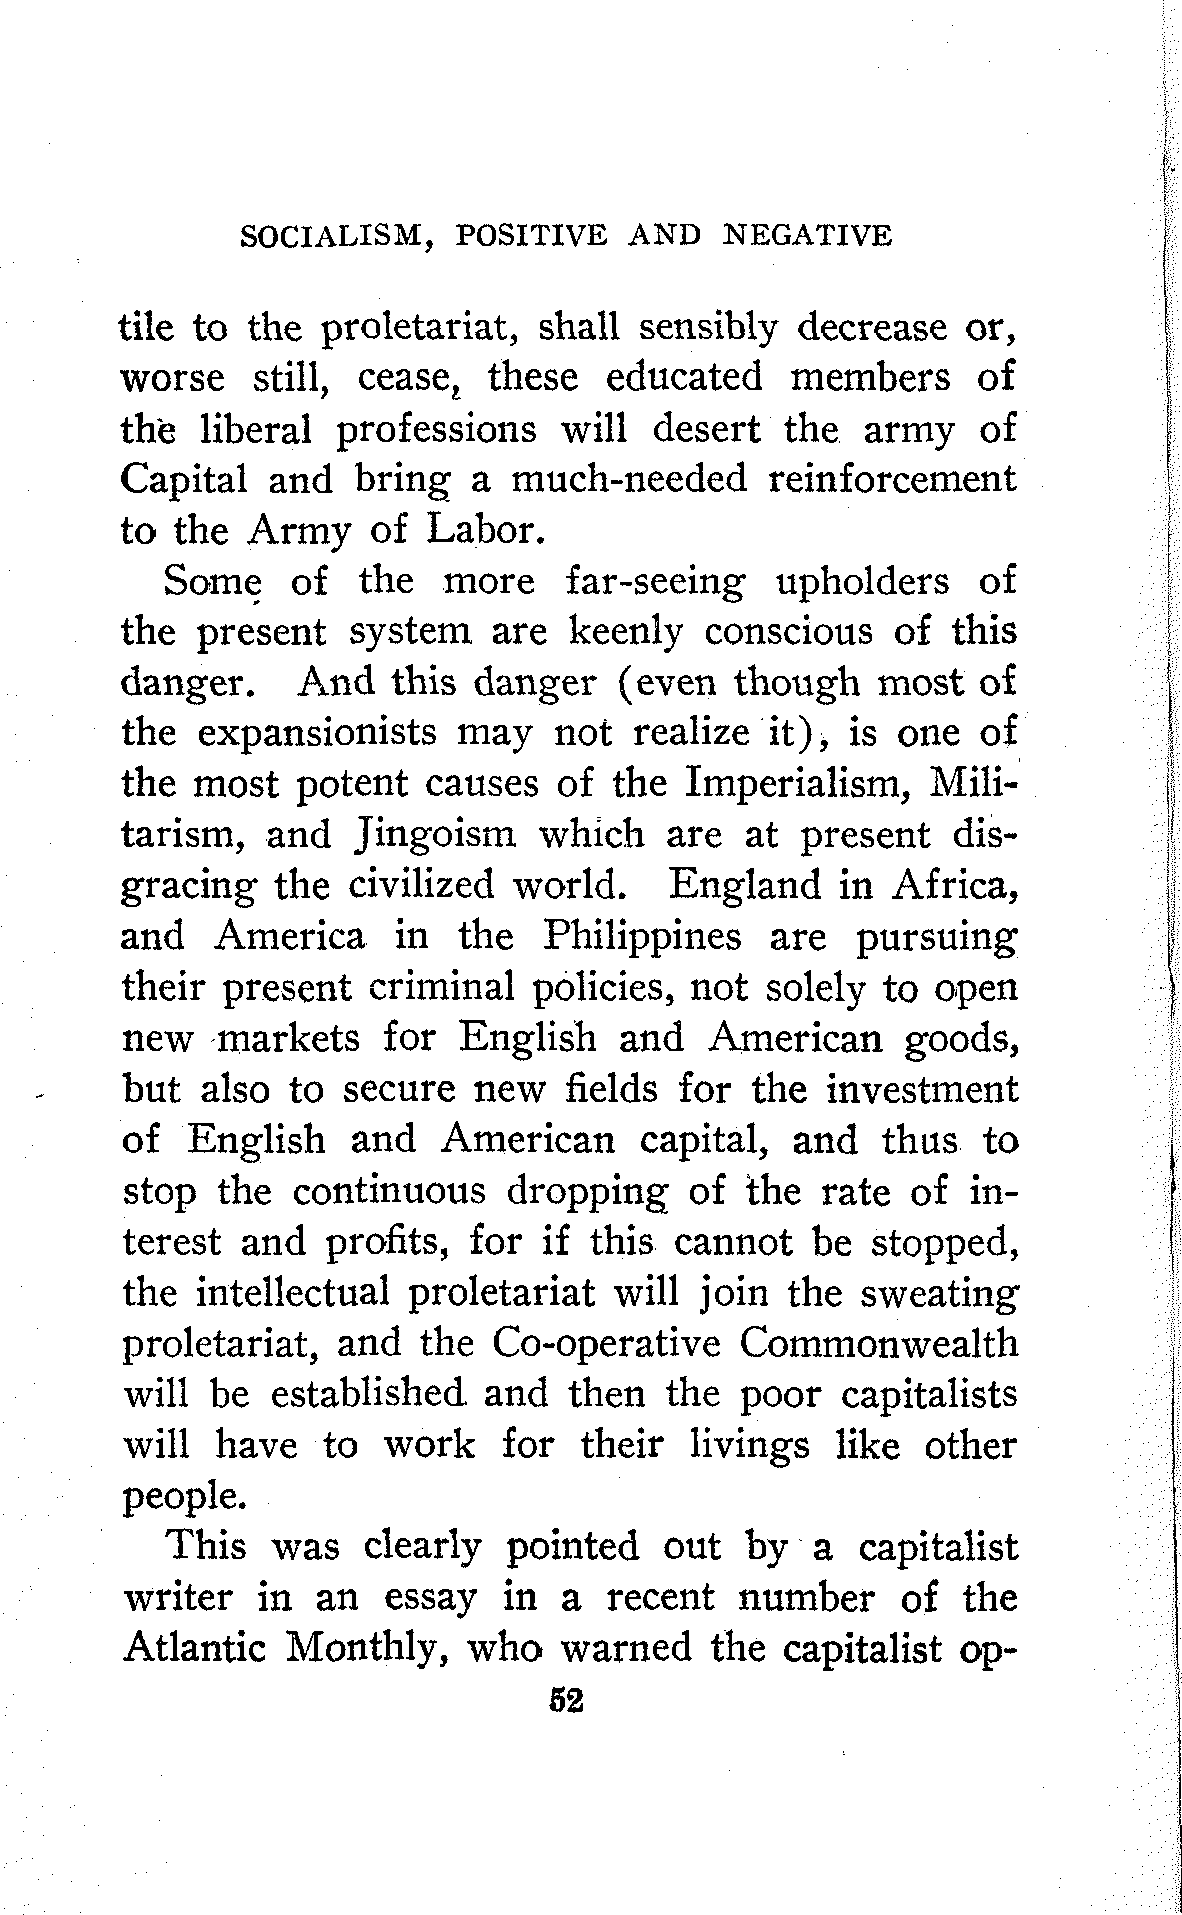 SOCIALISM, POSITIVE AND NEGATIVE
tile to the proletariat, shall sensibly decrease or,
worse still, cease, these educated members of
the liberal professions will desert the army of
Capital and bring a much-needed reinforcement
to the Army of Labor.
Some of the more far-seeing upholders of
the present system are keenly conscious of this
danger. And this danger (even though most of
the expansionists may not realize it), is one of
the most potent causes of the Imperialism, Mili-
tarism, and Jingoism which are at present dis-
gracing the civilized world. England in Africa,
and America in the Philippines are pursuing
their present criminal policies, not solely to open
new markets for English and American goods,
but also to secure new fields for the investment
of English and American capital, and thus to
stop the continuous dropping of the rate of in-
terest and profits, for if this cannot be stopped,
the intellectual proletariat will join the sweating
proletariat, and the Co-operative Commonwealth
will be established and then the poor capitalists
will have to work for their livings like other
people.
This was clearly pointed out by a capitalist
writer in an essay in a recent number of the
Atlantic Monthly, who warned the capitalist op-
52